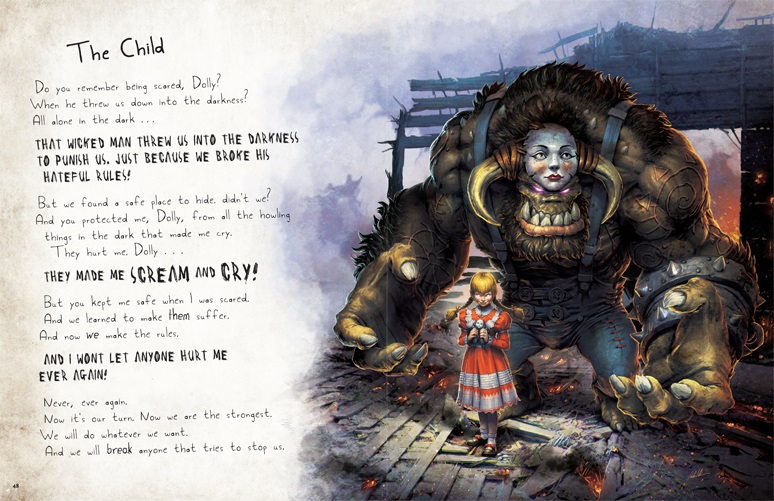 The Child
Do you remember being scared, Dolly?
When he threw us down into the darkness?
All alone in the dark . . .
THAT WICKED MAN THREW US INTO THE DARKNESS
TO PUNISH US. JUST BECAUSE WE BROKE HIS
HATEFUL RULES!
But we found a safe place to hide. didn't we?
And you protected me, Dolly, from all the howling
things in the dark that made me cry.
They hurt me. Dolly . . .
THEY MADE ME SCREAM AND CRY!
But you kept me safe when I was scared.
And we learned to make them suffer.
And now we make the rules.
AND I WONT LET ANYONE HURT ME
EVER AGAIN!
Never, ever again.
Now it's our turn. Now we are the strongest.
We will do whatever we want.
And we will break anyone that tries to stop us.
48